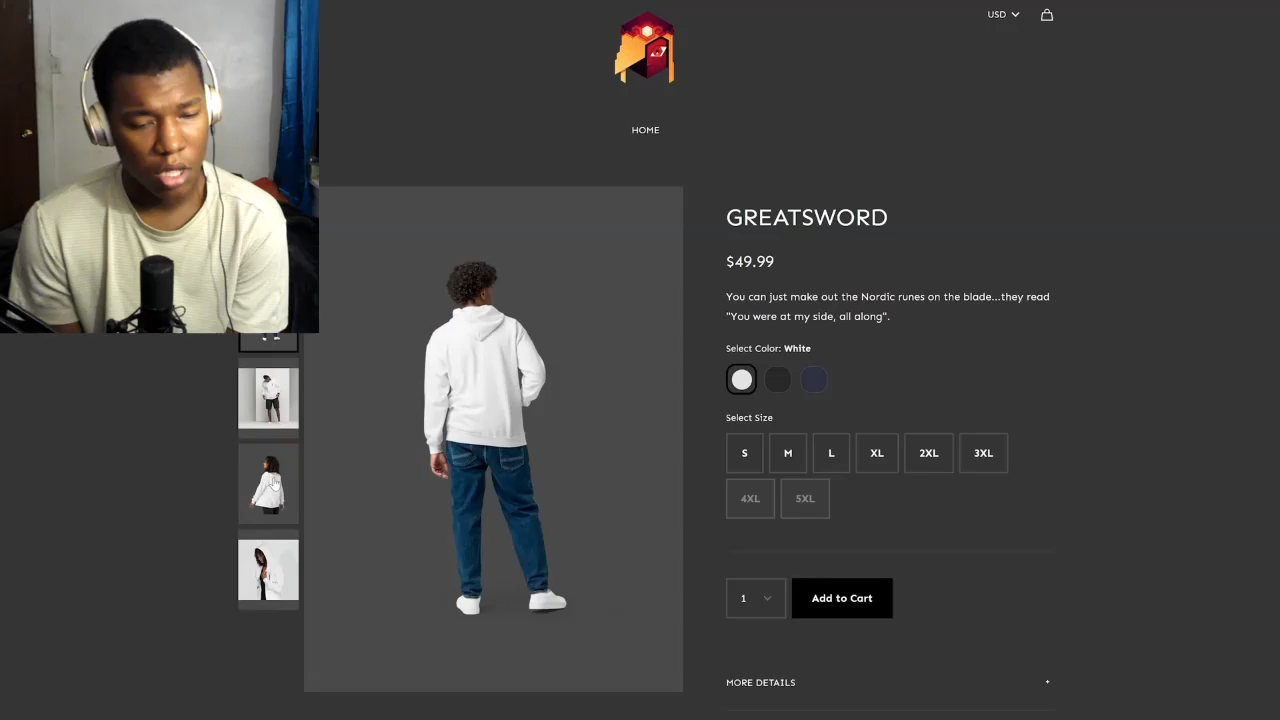 USD
HOME
GREATSWORD
$49.99
You can just make out the Nordic runes on the blade...they read
"You were at my side, all along".
Select Color: White
Select Size
S M L XL 2XL 3XL
4XL 5XL
1 Add to Cart
MORE DETAILS +